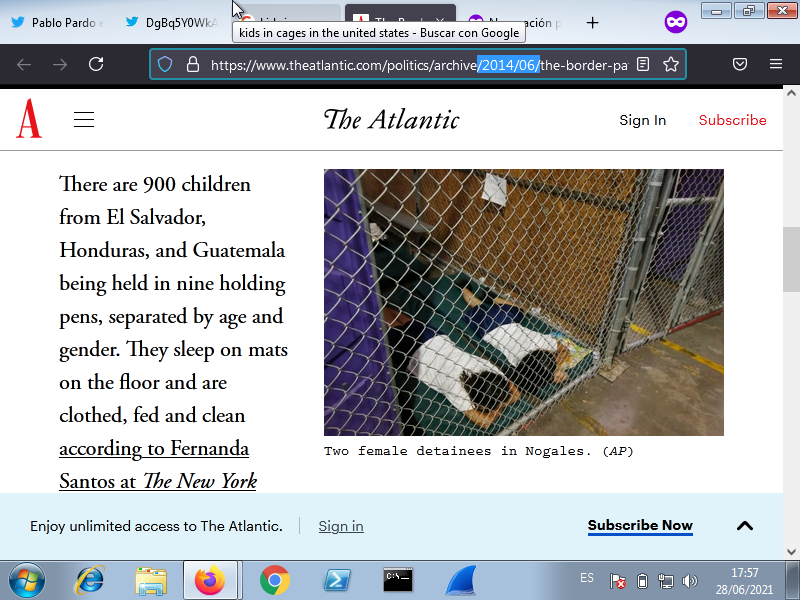 Pablo Pardo e
DgBq5Y0WkA
kids in cages in the united states - Buscar con Google
https://www.theatlantic.com/politics/archive/2014/06/the-border-pa
The Atlantic
Sign In
Subscribe
There are 900 children
from El Salvador,
Honduras, and Guatemala
being held in nine holding
pens, separated by age and
gender. They sleep on mats
on the floor and are
clothed, fed and clean
according to Fernanda
Santos at The New York
Two female detainees in Nogales. (AP)
Enjoy unlimited access to The Atlantic.
Sign in
Subscribe Now
C:\
ES
17:57
28/06/2021